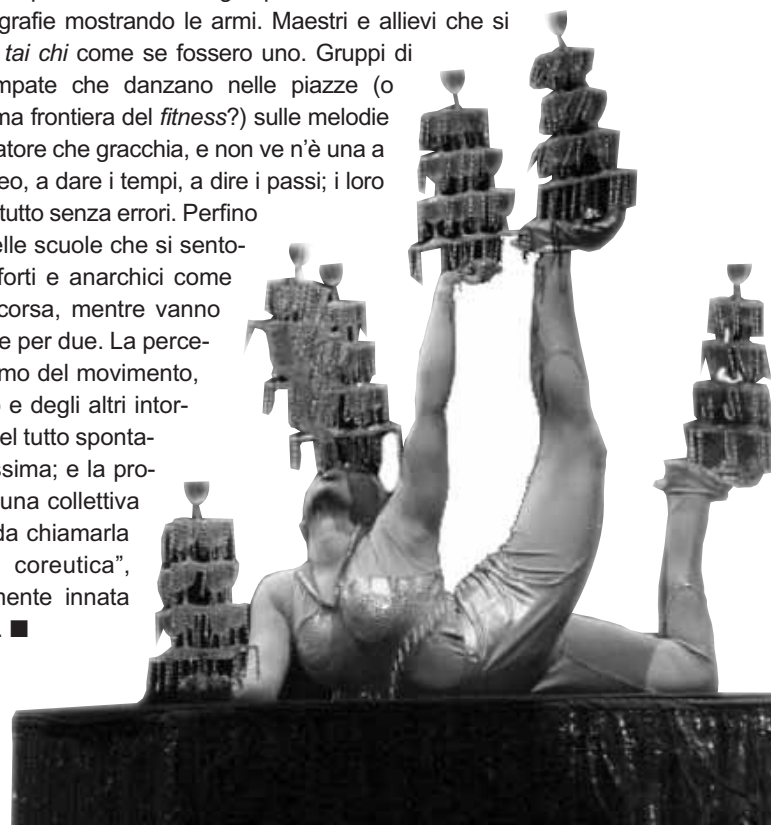 grafie mostrando le armi. Maestri e allievi che si
tai chi come se fossero uno. Gruppi di
mpate che danzano nelle piazze (o
ma frontiera del fitness?) sulle melodie
atore che gracchia, e non ve n'è una a
eo, a dare i tempi, a dire i passi; i loro
tutto senza errori. Perfino
elle scuole che si sento-
forti e anarchici come
corsa, mentre vanno
e per due. La perce-
mo del movimento,
e degli altri intor-
el tutto sponta-
ssima; e la pro-
una collettiva
da chiamarla
coreutica”,
mente innata
. ■